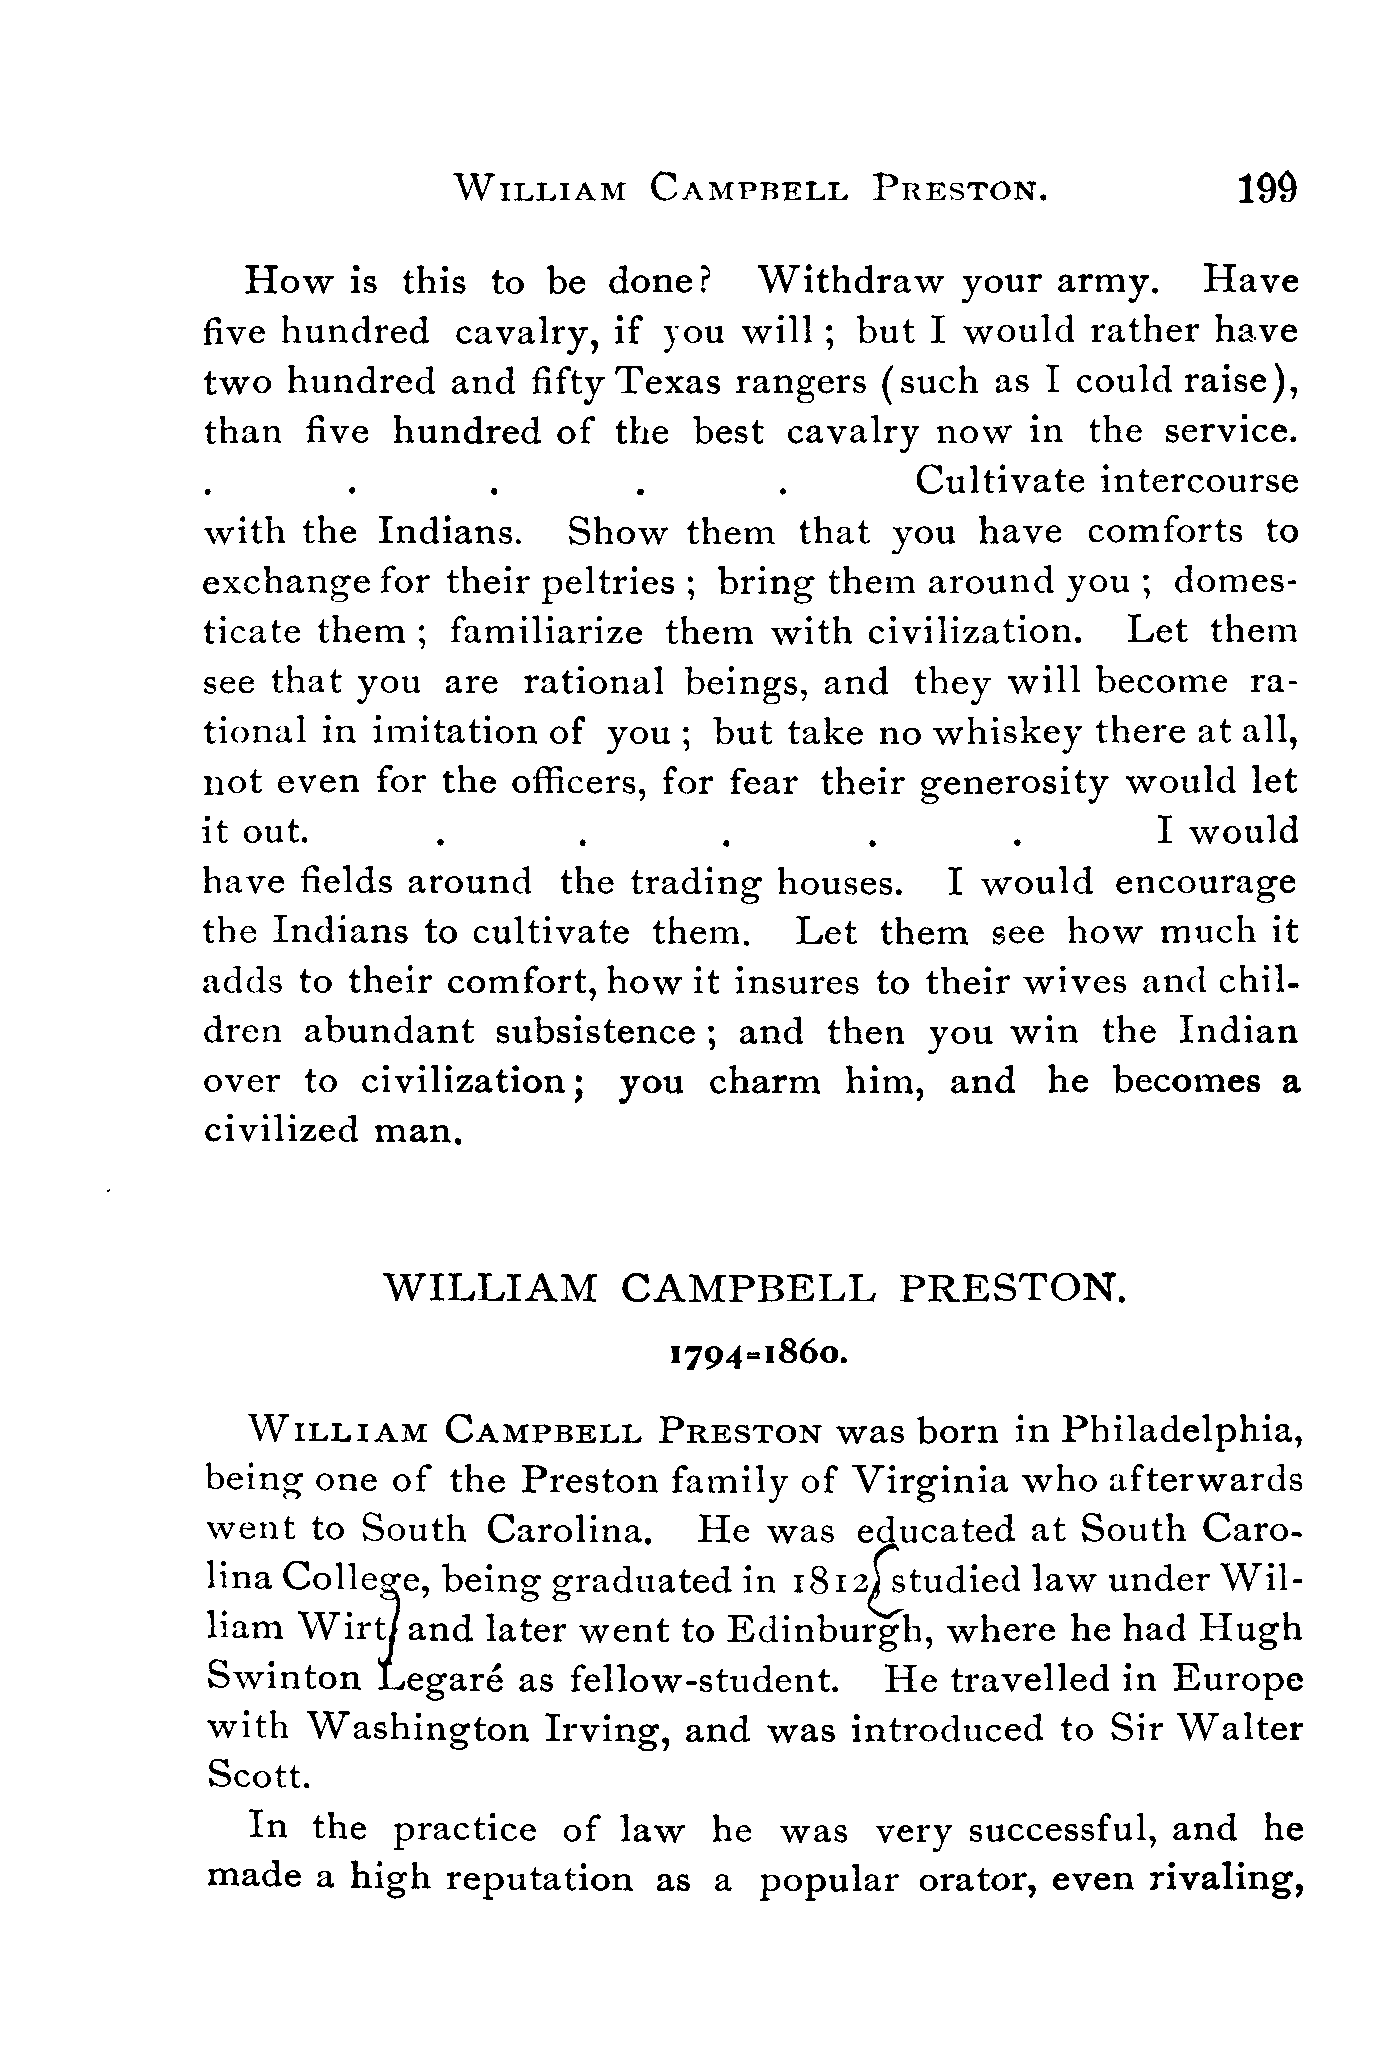 William Campbell Preston. 199
How is this to be done? Withdraw your army. Have
five hundred cavalry, if you will ; but I would rather have
two hundred and fifty Texas rangers (such as I could raise),
than five hundred of the best cavalry now in the service.
. . . . . Cultivate intercourse
with the Indians. Show them that you have comforts to
exchange for their peltries ; bring them around you ; domes-
ticate them ; familiarize them with civilization. Let them
see that you are rational beings, and they will become ra-
tional in imitation of you ; but take no whiskey there at all,
not even for the officers, for fear their generosity would let
it out. . . . . . I would
have fields around the trading houses. I would encourage
the Indians to cultivate them. Let them see how much it
adds to their comfort, how it insures to their wives and chil-
dren abundant subsistence ; and then you win the Indian
over to civilization; you charm him, and he becomes a
civilized man.
WILLIAM CAMPBELL PRESTON.
1794=1860.
William Campbell Preston was born in Philadelphia,
being one of the Preston family of Virginia who afterwards
went to South Carolina. He was educated at South Caro-
lina College, being graduated in 1812, studied law under Wil-
liam Wirt, and later went to Edinburgh, where he had Hugh
Swinton Legaré as fellow-student. He travelled in Europe
with Washington Irving, and was introduced to Sir Walter
Scott.
In the practice of law he was very successful, and he
made a high reputation as a popular orator, even rivaling,